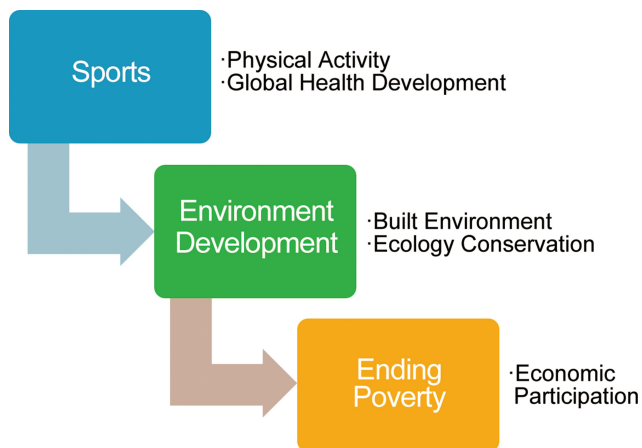 Sports
·Physical Activity
·Global Health Development
Environment
Development
·Built Environment
·Ecology Conservation
Ending
Poverty
·Economic
Participation